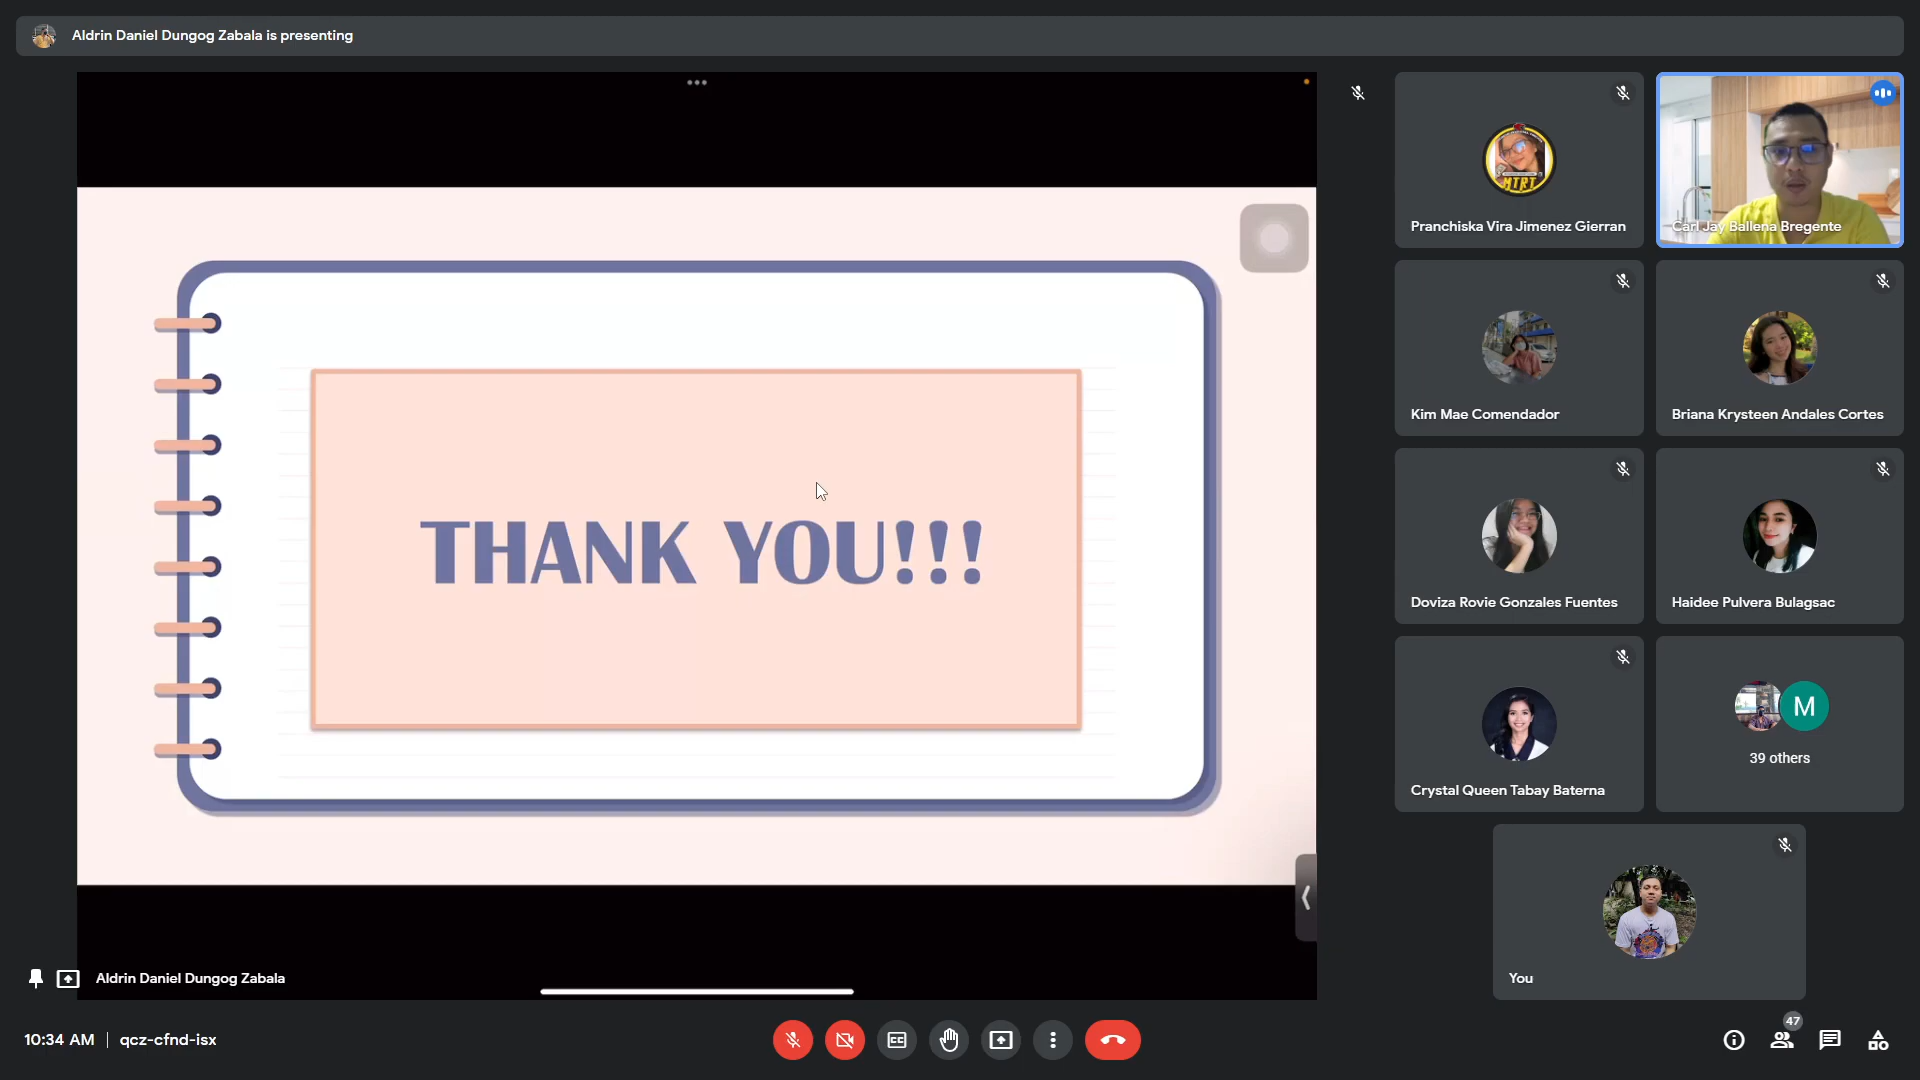 Aldrin Daniel Dungog Zabala is presenting
THANK YOU!!!
MTRT
Pranchiska Vira Jimenez Gierran
Carl Jay Ballena Bregente
Kim Mae Comendador
Briana Krysteen Andales Cortes
Doviza Rovie Gonzales Fuentes
Haidee Pulvera Bulagsac
Crystal Queen Tabay Baterna
M
39 others
You
Aldrin Daniel Dungog Zabala
10:34 AM | qcz-cfnd-isx
CC
47